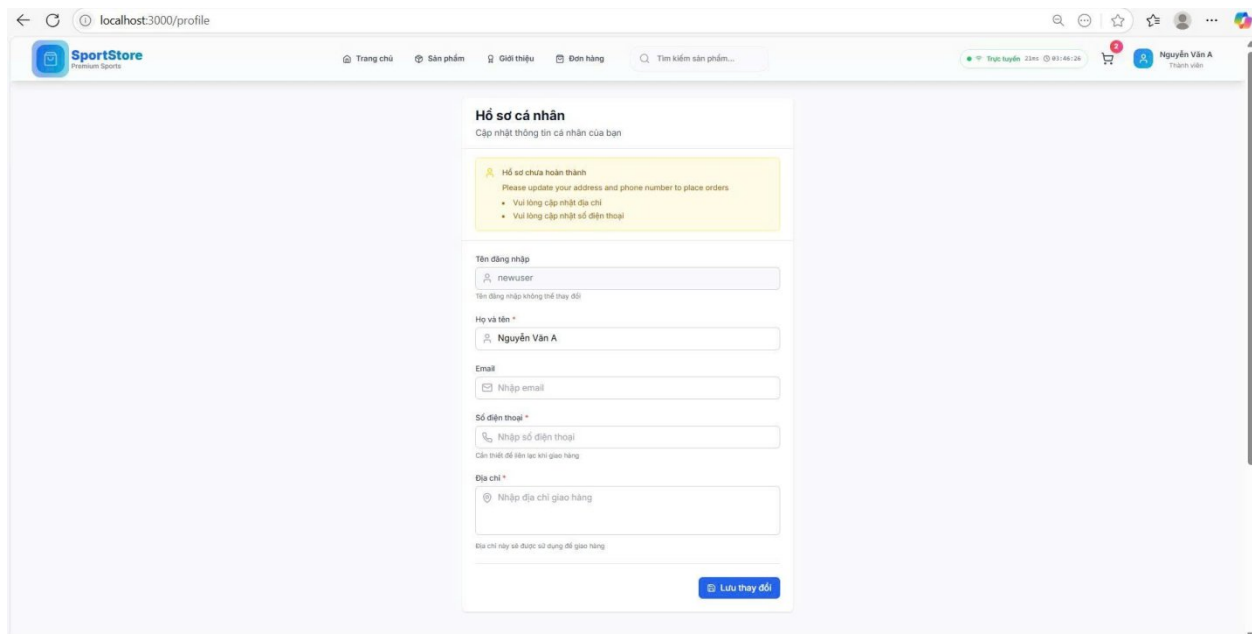 localhost:3000/profile
SportStore
Premium Sports
Trang chủ Sản phẩm Giới thiệu Đơn hàng Tìm kiếm sản phẩm...
Trực tuyến 21ms 03:46:26
2
Nguyễn Văn A
Thành viên
Hồ sơ cá nhân
Cập nhật thông tin cá nhân của bạn
Hồ sơ chưa hoàn thành
Please update your address and phone number to place orders
• Vui lòng cập nhật địa chỉ
• Vui lòng cập nhật số điện thoại
Tên đăng nhập
newuser
Tên đăng nhập không thể thay đổi
Họ và tên *
Nguyễn Văn A
Email
Nhập email
Số điện thoại *
Nhập số điện thoại
Cần thiết để liên lạc khi giao hàng
Địa chỉ *
Nhập địa chỉ giao hàng
Địa chỉ này sẽ được sử dụng để giao hàng
Lưu thay đổi